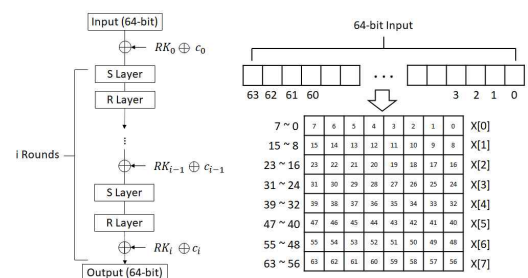 Input (64-bit)
RK₀ ⊕ c₀
S Layer
R Layer
⋮
i Rounds
RKᵢ₋₁ ⊕ cᵢ₋₁
S Layer
R Layer
RKᵢ ⊕ cᵢ
Output (64-bit)
64-bit Input
...
63 62 61 60 3 2 1 0
7 ~ 0 7 6 5 4 3 2 1 0 X[0]
15 ~ 8 15 14 13 12 11 10 9 8 X[1]
23 ~ 16 23 22 21 20 19 18 17 16 X[2]
31 ~ 24 31 30 29 28 27 26 25 24 X[3]
39 ~ 32 39 38 37 36 35 34 33 32 X[4]
47 ~ 40 47 46 45 44 43 42 41 40 X[5]
55 ~ 48 55 54 53 52 51 50 49 48 X[6]
63 ~ 56 63 62 61 60 59 58 57 56 X[7]